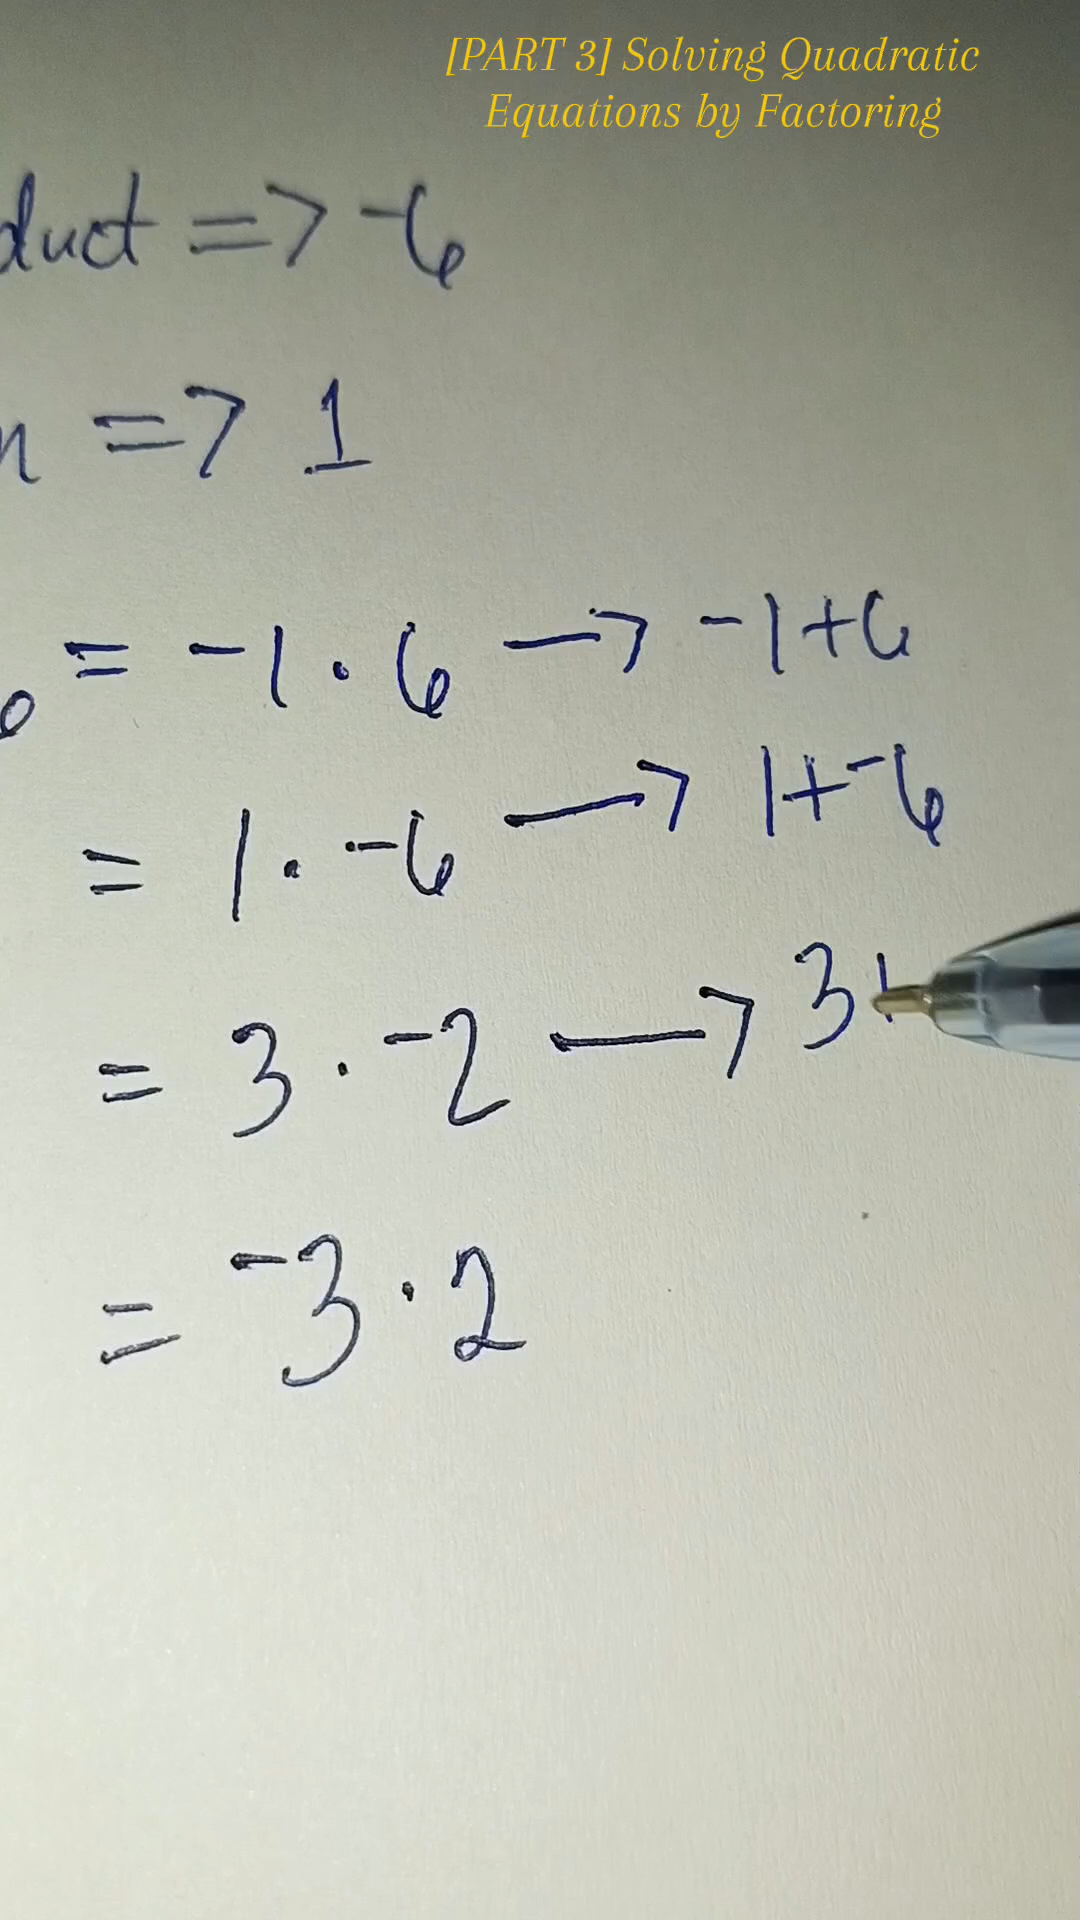 [PART 3] Solving Quadratic
Equations by Factoring
duct => -6
=> 1
= -1 · 6 → -1+6
= 1 · -6 → 1+ -6
= 3 · -2 → 3+
= -3 · 2